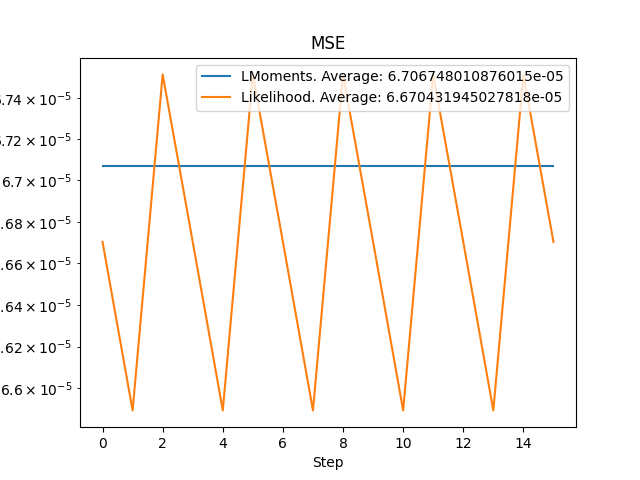 MSE
LMoments. Average: 6.706748010876015e-05
Likelihood. Average: 6.670431945027818e-05
6.74 × 10⁻⁵
6.72 × 10⁻⁵
6.7 × 10⁻⁵
6.68 × 10⁻⁵
6.66 × 10⁻⁵
6.64 × 10⁻⁵
6.62 × 10⁻⁵
6.6 × 10⁻⁵
0 2 4 6 8 10 12 14
Step